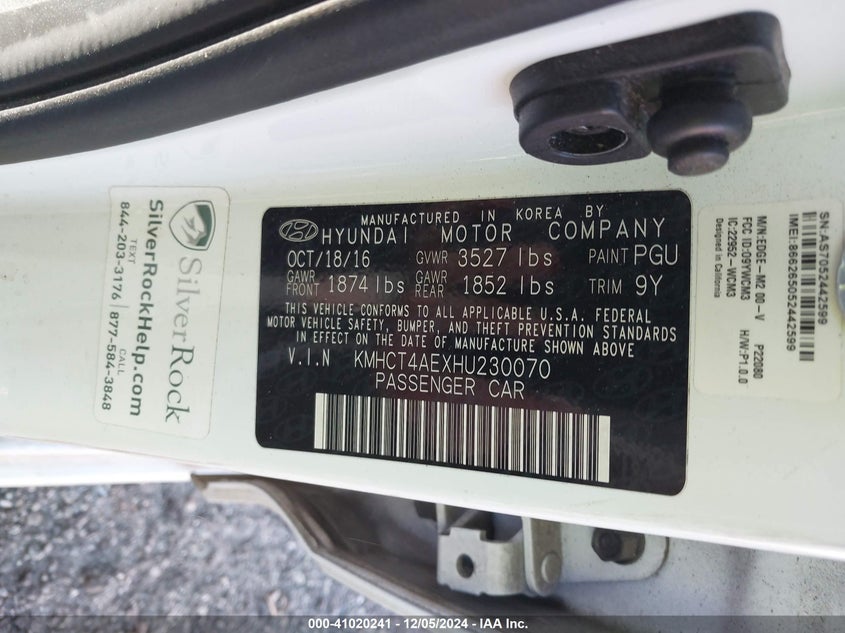 SilverRock
SilverRockHelp.com
CALL
844-203-3176 | 877-584-3848
MANUFACTURED IN KOREA BY
HYUNDAI MOTOR COMPANY
OCT/18/16 GVWR 3527 lbs PAINT PGU
GAWR FRONT 1874 lbs GAWR REAR 1852 lbs TRIM 9Y
THIS VEHICLE CONFORMS TO ALL APPLICABLE U.S.A. FEDERAL
MOTOR VEHICLE SAFETY, BUMPER, AND THEFT PREVENTION STANDARDS
IN EFFECT ON THE DATE OF MANUFACTURE SHOWN ABOVE
V.I.N KMHCT4AEXHU230070
PASSENGER CAR
SN:AS7052442599
IMEI:866265052442599
M/N:EDGE-M2 00-V P22080
FCC ID:O9YWCM3 H/W:P1.0.0
IC:22952-WCM3
Designed in California
000-41020241 - 12/05/2024 - IAA Inc.